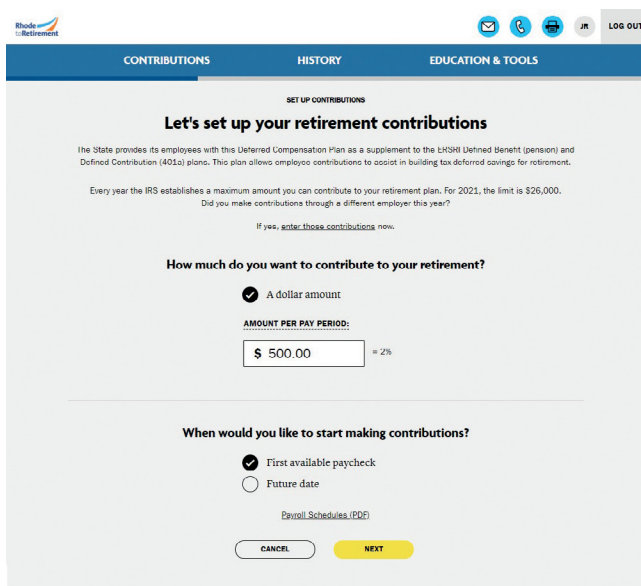 Rhode
toRetirement
JR
LOG OUT
CONTRIBUTIONS
HISTORY
EDUCATION & TOOLS
SET UP CONTRIBUTIONS
Let's set up your retirement contributions
The State provides its employees with this Deferred Compensation Plan as a supplement to the ERSRI Defined Benefit (pension) and
Defined Contribution (401a) plans. This plan allows employee contributions to assist in building tax deferred savings for retirement.
Every year the IRS establishes a maximum amount you can contribute to your retirement plan. For 2021, the limit is $26,000.
Did you make contributions through a different employer this year?
If yes, enter those contributions now.
How much do you want to contribute to your retirement?
A dollar amount
AMOUNT PER PAY PERIOD:
$ 500.00 = 2%
When would you like to start making contributions?
First available paycheck
Future date
Payroll Schedules (PDF)
CANCEL
NEXT